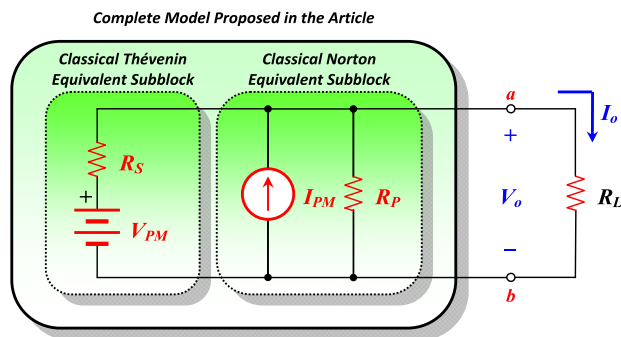 Complete Model Proposed in the Article
Classical Thévenin
Equivalent Subblock
Classical Norton
Equivalent Subblock
a
I_o
R_S
+
+
I_PM
R_P
V_o
R_L
V_PM
−
b